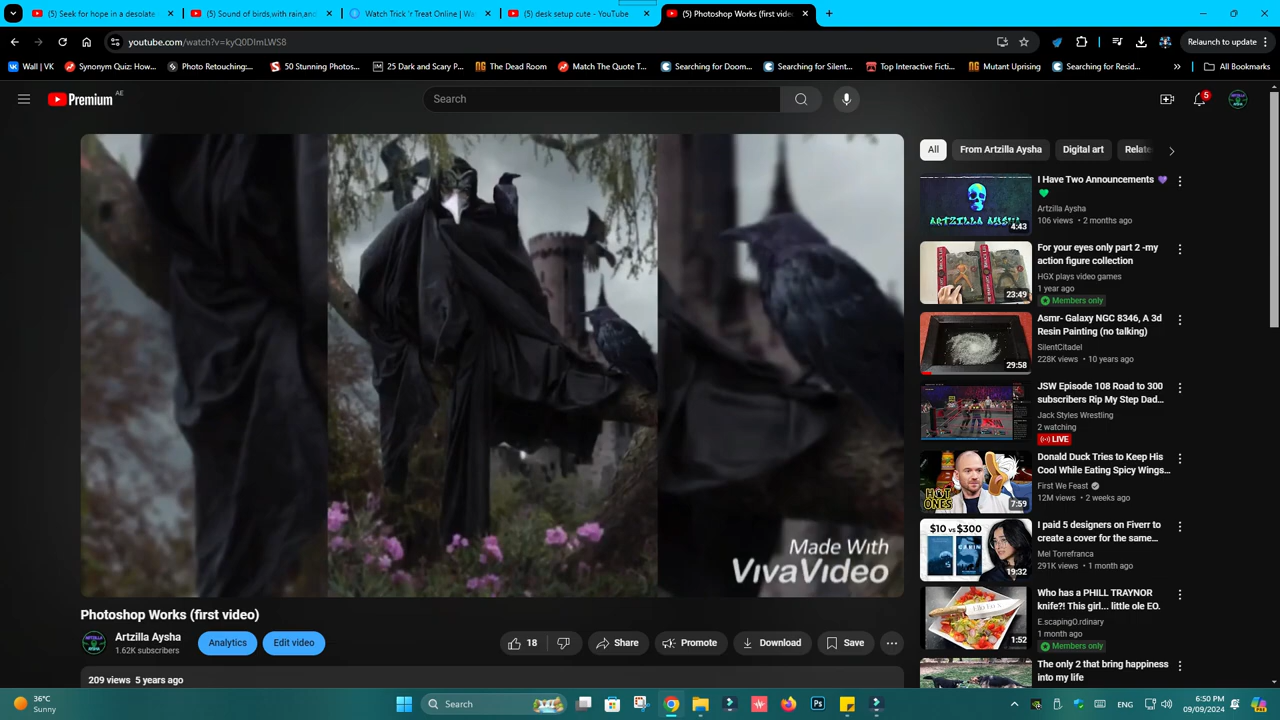 (5) Seek for hope in a desolate
(5) Sound of birds,with rain,and
Watch Trick 'r Treat Online | Wa
(5) desk setup cute - YouTube
(5) Photoshop Works (first vide
youtube.com/watch?v=kyQ0DImLWS8
Relaunch to update
Wall | VK
Synonym Quiz: How...
Photo Retouching:...
50 Stunning Photos...
25 Dark and Scary P...
The Dead Room
Match The Quote T...
Searching for Doom...
Searching for Silent...
Top Interactive Ficti...
Mutant Uprising
Searching for Resid...
All Bookmarks
Premium AE
Search
5
All
From Artzilla Aysha
Digital art
Relate
I Have Two Announcements
Artzilla Aysha
106 views • 2 months ago
ARTZILLA AYSHA
4:43
For your eyes only part 2 -my
action figure collection
HGX plays video games
1 year ago
Members only
23:49
Asmr- Galaxy NGC 8346, A 3d
Resin Painting (no talking)
SilentCitadel
228K views • 10 years ago
29:58
JSW Episode 108 Road to 300
subscribers Rip My Step Dad...
Jack Styles Wrestling
2 watching
LIVE
Donald Duck Tries to Keep His
Cool While Eating Spicy Wings...
First We Feast
12M views • 2 weeks ago
HOT
ONES
7:59
I paid 5 designers on Fiverr to
create a cover for the same...
Mel Torrefranca
291K views • 1 month ago
$10 vs $300
CABIN
19:32
Who has a PHILL TRAYNOR
knife?! This girl... little ole EO.
E.scapingO.rdinary
1 month ago
Members only
1:52
The only 2 that bring happiness
into my life
Made With
VivaVideo
Photoshop Works (first video)
Artzilla Aysha
1.62K subscribers
Analytics
Edit video
18
Share
Promote
Download
Save
209 views 5 years ago
36°C
Sunny
Search
Ps
ENG
6:50 PM
09/09/2024